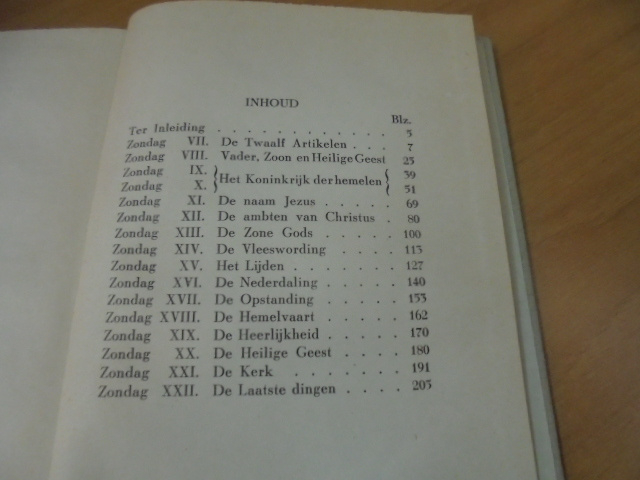 INHOUD
Blz.
Ter Inleiding . . . . . . . . . . . . 5
Zondag VII. De Twaalf Artikelen . . . 7
Zondag VIII. Vader, Zoon en Heilige Geest 23
Zondag IX. { Het Koninkrijk der hemelen { 39
Zondag X. 51
Zondag XI. De naam Jezus . . . . . 69
Zondag XII. De ambten van Christus . 80
Zondag XIII. De Zone Gods . . . . . 100
Zondag XIV. De Vleeswording . . . . 113
Zondag XV. Het Lijden . . . . . . . 127
Zondag XVI. De Nederdaling . . . . . 140
Zondag XVII. De Opstanding . . . . . 153
Zondag XVIII. De Hemelvaart . . . . . 162
Zondag XIX. De Heerlijkheid . . . . . 170
Zondag XX. De Heilige Geest . . . . 180
Zondag XXI. De Kerk . . . . . . . 191
Zondag XXII. De Laatste dingen . . . . 203